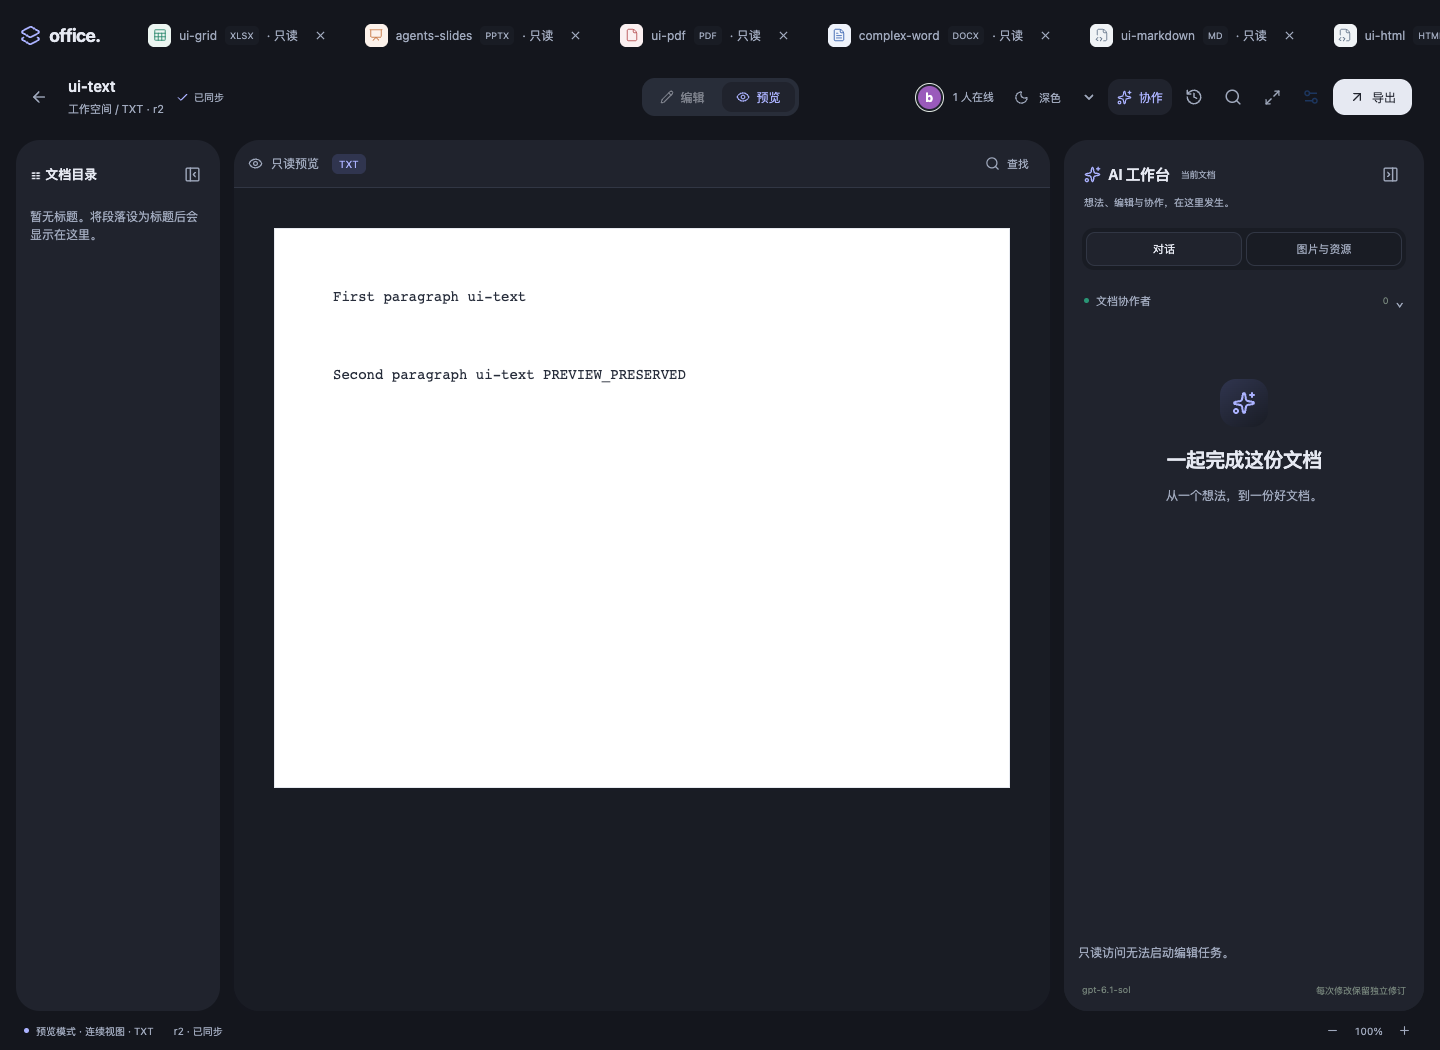 office.
ui-grid XLSX · 只读
agents-slides PPTX · 只读
ui-pdf PDF · 只读
complex-word DOCX · 只读
ui-markdown MD · 只读
ui-html
ui-text
工作空间 / TXT · r2
已同步
编辑
预览
b
1 人在线
深色
协作
导出
文档目录
暂无标题。将段落设为标题后会
显示在这里。
只读预览 TXT
查找
First paragraph ui-text
Second paragraph ui-text PREVIEW_PRESERVED
AI 工作台 当前文档
想法、编辑与协作，在这里发生。
对话
图片与资源
文档协作者
0
一起完成这份文档
从一个想法，到一份好文档。
只读访问无法启动编辑任务。
gpt-6.1-sol
每次修改保留独立修订
预览模式 · 连续视图 · TXT
r2 · 已同步
100%